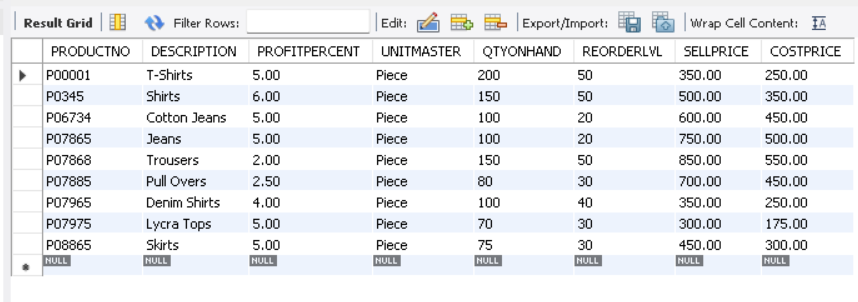 Result Grid Filter Rows: Edit: Export/Import: Wrap Cell Content: IA
PRODUCTNO DESCRIPTION PROFITPERCENT UNITMASTER QTYONHAND REORDERLVL SELLPRICE COSTPRICE
P00001 T-Shirts 5.00 Piece 200 50 350.00 250.00
P0345 Shirts 6.00 Piece 150 50 500.00 350.00
P06734 Cotton Jeans 5.00 Piece 100 20 600.00 450.00
P07865 Jeans 5.00 Piece 100 20 750.00 500.00
P07868 Trousers 2.00 Piece 150 50 850.00 550.00
P07885 Pull Overs 2.50 Piece 80 30 700.00 450.00
P07965 Denim Shirts 4.00 Piece 100 40 350.00 250.00
P07975 Lycra Tops 5.00 Piece 70 30 300.00 175.00
P08865 Skirts 5.00 Piece 75 30 450.00 300.00
NULL NULL NULL NULL NULL NULL NULL NULL